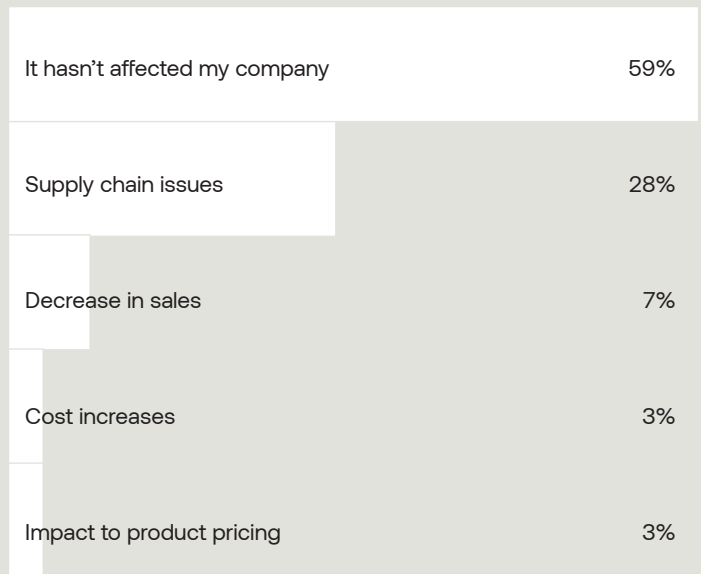 It hasn’t affected my company 59%
Supply chain issues 28%
Decrease in sales 7%
Cost increases 3%
Impact to product pricing 3%